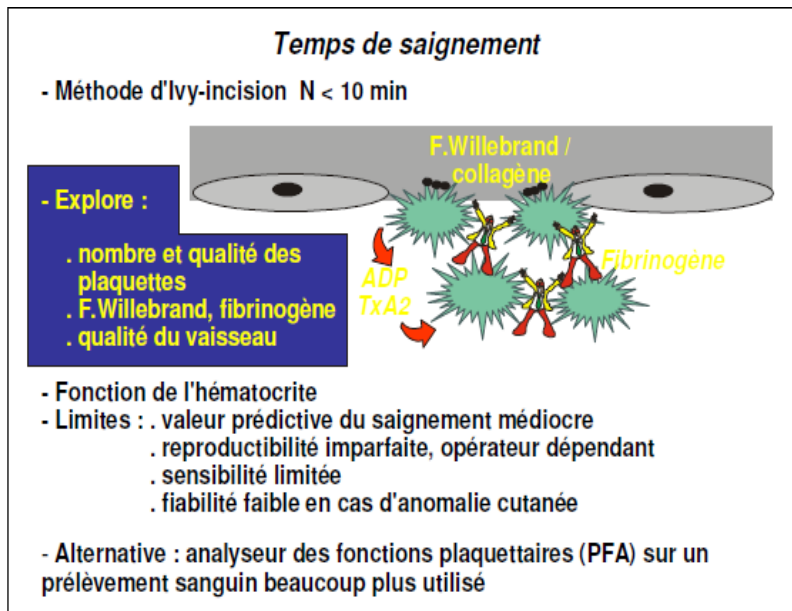 Temps de saignement
- Méthode d'Ivy-incision N < 10 min
F.Willebrand /
collagène
- Explore :
. nombre et qualité des
plaquettes
. F.Willebrand, fibrinogène
. qualité du vaisseau
ADP
TxA2
Fibrinogène
- Fonction de l'hématocrite
- Limites : . valeur prédictive du saignement médiocre
. reproductibilité imparfaite, opérateur dépendant
. sensibilité limitée
. fiabilité faible en cas d'anomalie cutanée
- Alternative : analyseur des fonctions plaquettaires (PFA) sur un
prélèvement sanguin beaucoup plus utilisé